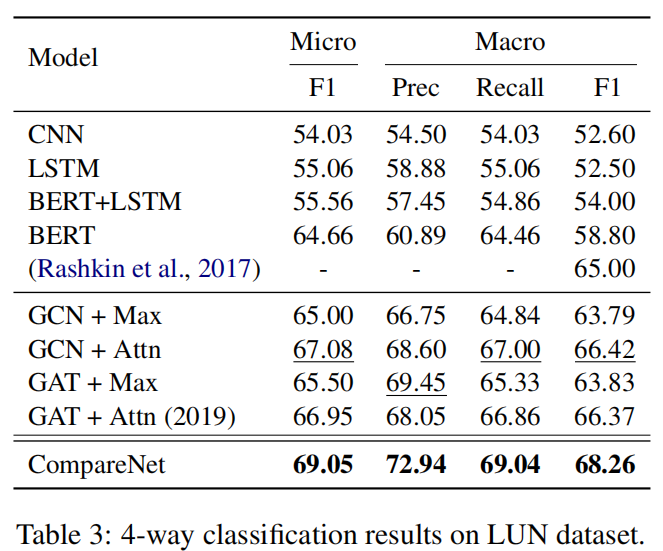 Model Micro Macro
F1 Prec Recall F1
CNN 54.03 54.50 54.03 52.60
LSTM 55.06 58.88 55.06 52.50
BERT+LSTM 55.56 57.45 54.86 54.00
BERT 64.66 60.89 64.46 58.80
(Rashkin et al., 2017) - - - 65.00
GCN + Max 65.00 66.75 64.84 63.79
GCN + Attn 67.08 68.60 67.00 66.42
GAT + Max 65.50 69.45 65.33 63.83
GAT + Attn (2019) 66.95 68.05 66.86 66.37
CompareNet 69.05 72.94 69.04 68.26
Table 3: 4-way classification results on LUN dataset.